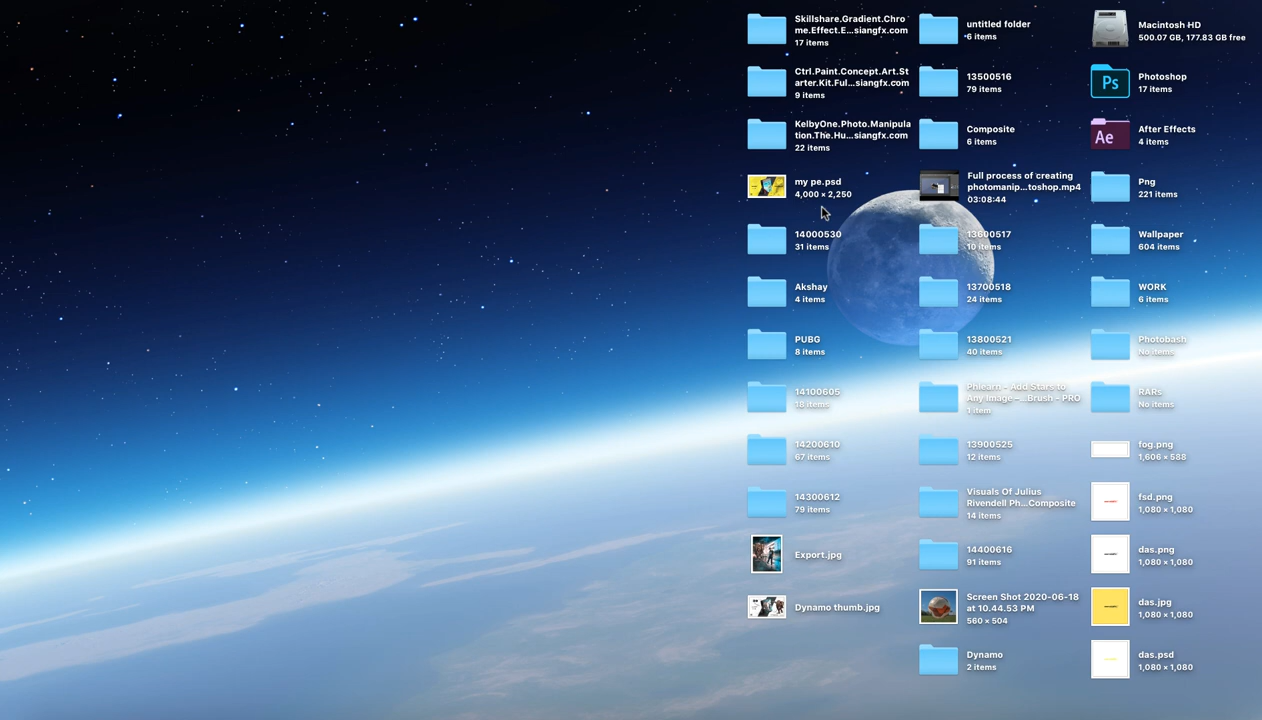 Skillshare.Gradient.Chro
me.Effect.E...siangfx.com
17 items
Ctrl.Paint.Concept.Art.St
arter.Kit.Ful...siangfx.com
9 items
KelbyOne.Photo.Manipula
tion.The.Hu...siangfx.com
22 items
my pe.psd
4,000 × 2,250
14000530
31 items
Akshay
4 items
PUBG
8 items
14100605
18 items
14200610
67 items
14300612
79 items
Export.jpg
Dynamo thumb.jpg
untitled folder
6 items
13500516
79 items
Composite
6 items
Full process of creating
photomanip...toshop.mp4
03:08:44
13600517
10 items
13700518
24 items
13800521
40 items
Phlearn - Add Stars to
Any Image –... Brush - PRO
1 item
13900525
12 items
Visuals Of Julius
Rivendell Ph...Composite
14 items
14400616
91 items
Screen Shot 2020-06-18
at 10.44.53 PM
560 × 504
Dynamo
2 items
Macintosh HD
500.07 GB, 177.83 GB free
Ps
Photoshop
17 items
Ae
After Effects
4 items
Png
221 items
Wallpaper
604 items
WORK
6 items
Photobash
No items
RARs
No items
fog.png
1,606 × 588
fsd.png
1,080 × 1,080
das.png
1,080 × 1,080
das.jpg
1,080 × 1,080
das.psd
1,080 × 1,080